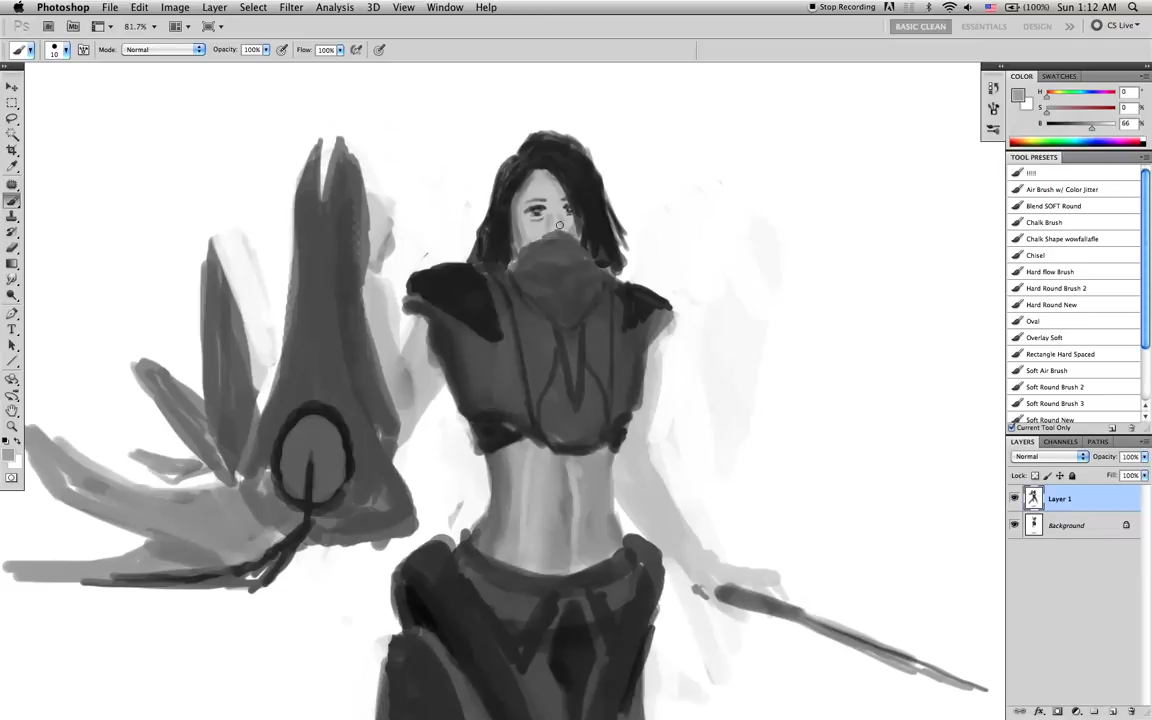 Photoshop File Edit Image Layer Select Filter Analysis 3D View Window Help Stop Recording (100%) Sun 1:12 AM
Ps Br Mb 81.7% BASIC CLEAN ESSENTIALS DESIGN CS Live
10 Mode: Normal Opacity: 100% Flow: 100%
COLOR SWATCHES
H 0 °
S 0 %
B 66 %
TOOL PRESETS
!!!!!
Air Brush w/ Color Jitter
Blend SOFT Round
Chalk Brush
Chalk Shape wowfallafle
Chisel
Hard flow Brush
Hard Round Brush 2
Hard Round New
Oval
Overlay Soft
Rectangle Hard Spaced
Soft Air Brush
Soft Round Brush 2
Soft Round Brush 3
Soft Round New
Current Tool Only
LAYERS CHANNELS PATHS
Normal Opacity: 100%
Lock: Fill: 100%
Layer 1
Background